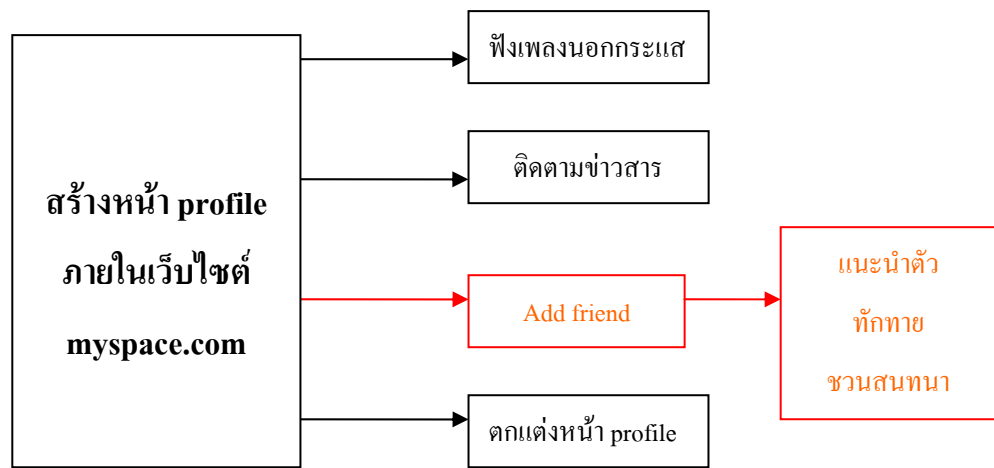 สร้างหน้า profile
ภายในเว็บไซต์
myspace.com
ฟังเพลงนอกกระแส
ติดตามข่าวสาร
Add friend
แนะนำตัว
ทักทาย
ชวนสนทนา
ตกแต่งหน้า profile